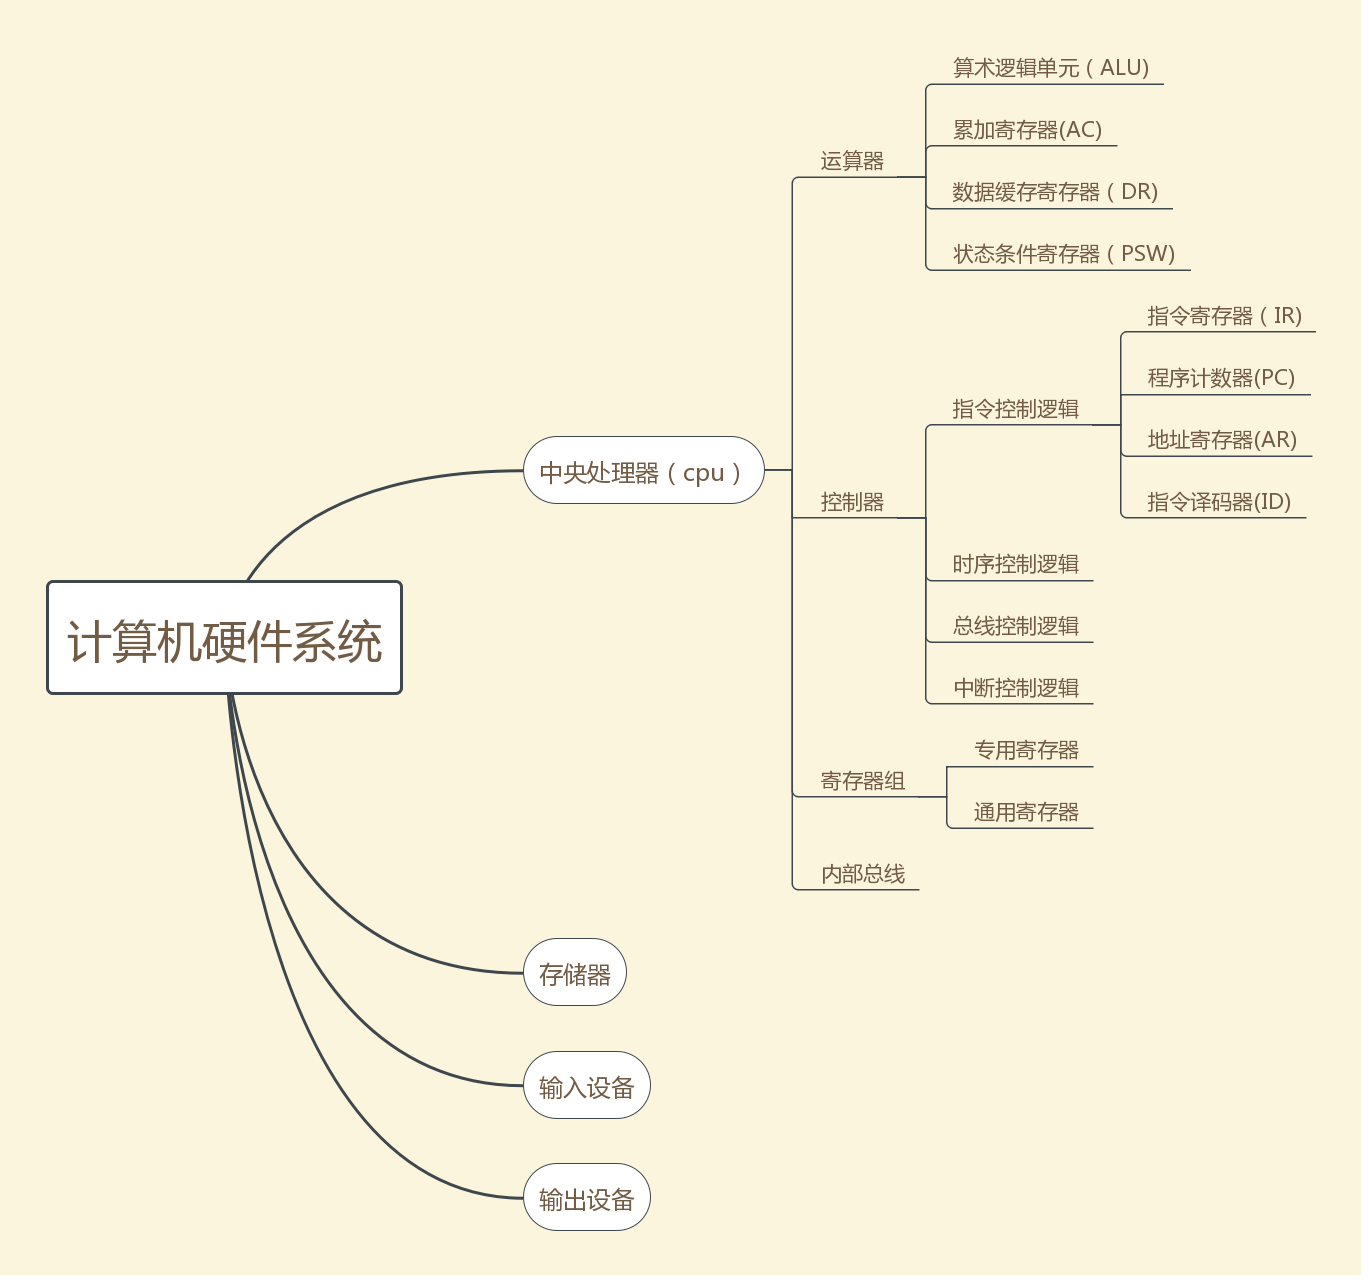 计算机硬件系统
中央处理器（cpu）
运算器
算术逻辑单元（ALU)
累加寄存器(AC)
数据缓存寄存器（DR)
状态条件寄存器（PSW)
控制器
指令控制逻辑
指令寄存器（IR)
程序计数器(PC)
地址寄存器(AR)
指令译码器(ID)
时序控制逻辑
总线控制逻辑
中断控制逻辑
寄存器组
专用寄存器
通用寄存器
内部总线
存储器
输入设备
输出设备